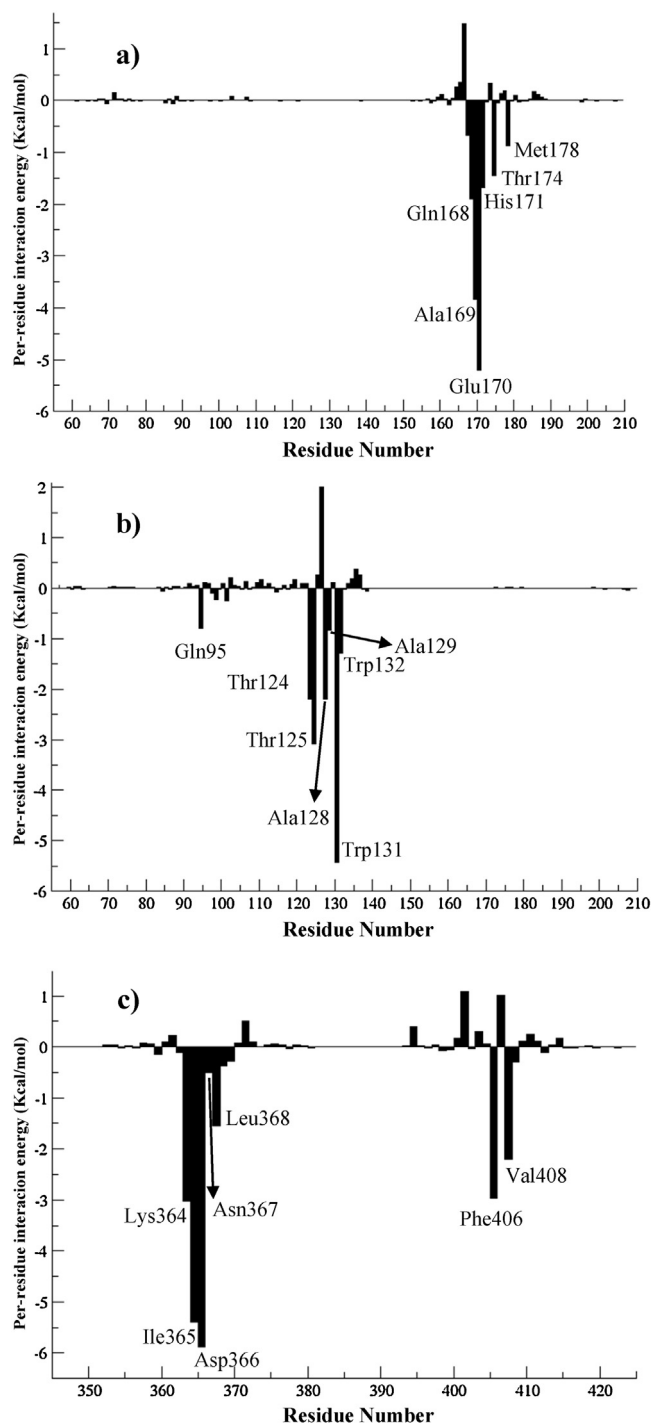 a)
Per-residue interacion energy (Kcal/mol)
1
0
-1
-2
-3
-4
-5
-6
Met178
Thr174
His171
Gln168
Ala169
Glu170
60 70 80 90 100 110 120 130 140 150 160 170 180 190 200 210
Residue Number
b)
Per-residue interacion energy (Kcal/mol)
2
1
0
-1
-2
-3
-4
-5
-6
Gln95
Ala129
Trp132
Thr124
Thr125
Ala128
Trp131
60 70 80 90 100 110 120 130 140 150 160 170 180 190 200 210
Residue Number
c)
Per-residue interacion energy (Kcal/mol)
1
0
-1
-2
-3
-4
-5
-6
Leu368
Val408
Lys364
Asn367
Phe406
Ile365
Asp366
350 360 370 380 390 400 410 420
Residue Number